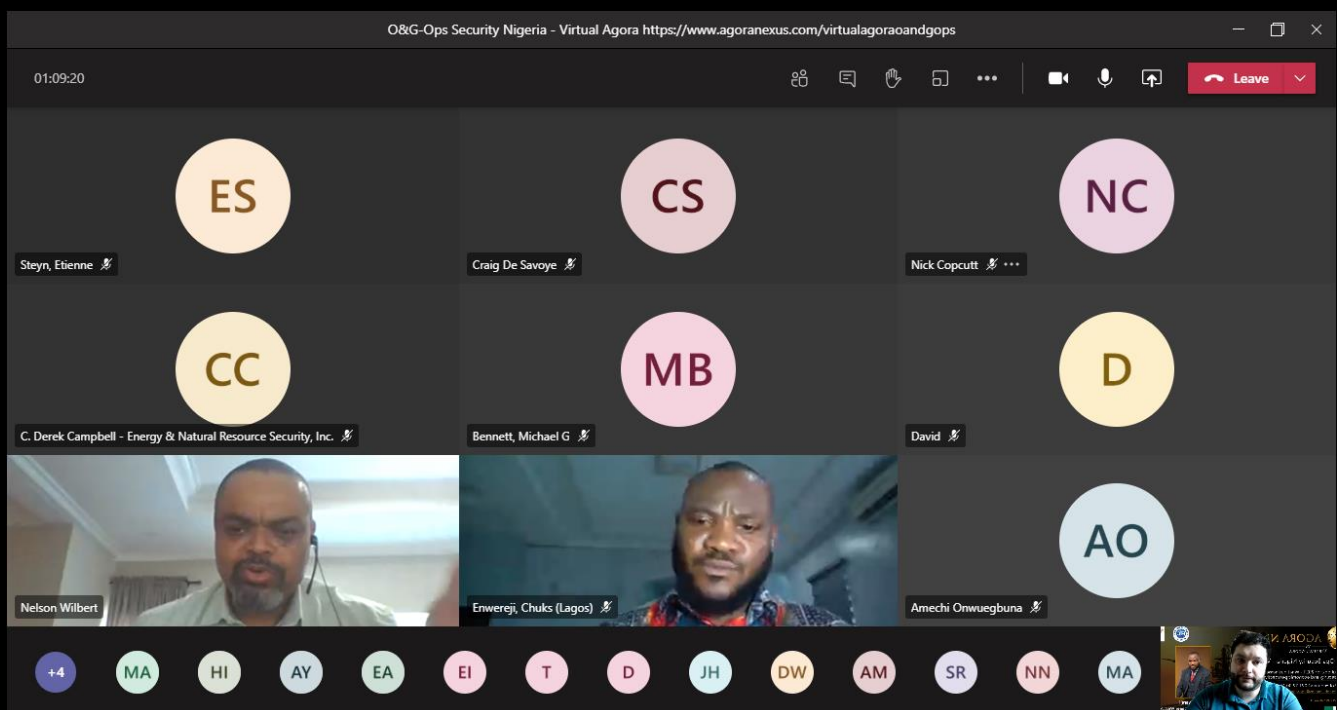 O&G-Ops Security Nigeria - Virtual Agora https://www.agoranexus.com/virtualagoraoandgops
01:09:20
Leave
ES
CS
NC
Steyn, Etienne
Craig De Savoye
Nick Copcutt
CC
MB
D
C. Derek Campbell - Energy & Natural Resource Security, Inc.
Bennett, Michael G
David
AO
Nelson Wilbert
Enwereji, Chuks (Lagos)
Amechi Onwuegbuna
+4
MA
HI
AY
EA
EI
T
D
JH
DW
AM
SR
NN
MA
AGORA